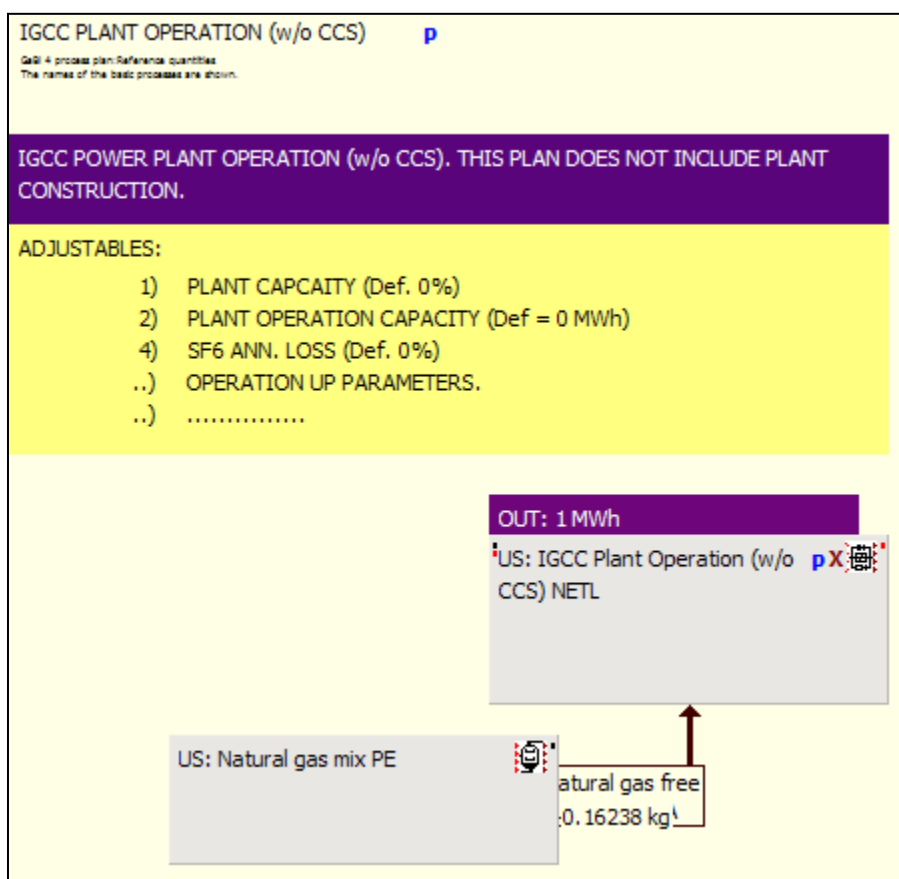 IGCC PLANT OPERATION (w/o CCS) p
GaBi 4 process plan:Reference quantities
The names of the basic processes are shown.
IGCC POWER PLANT OPERATION (w/o CCS). THIS PLAN DOES NOT INCLUDE PLANT
CONSTRUCTION.
ADJUSTABLES:
1) PLANT CAPCAITY (Def. 0%)
2) PLANT OPERATION CAPACITY (Def = 0 MWh)
4) SF6 ANN. LOSS (Def. 0%)
..) OPERATION UP PARAMETERS.
..) ...............
OUT: 1 MWh
US: IGCC Plant Operation (w/o pX
CCS) NETL
US: Natural gas mix PE
atural gas free
0.16238 kg